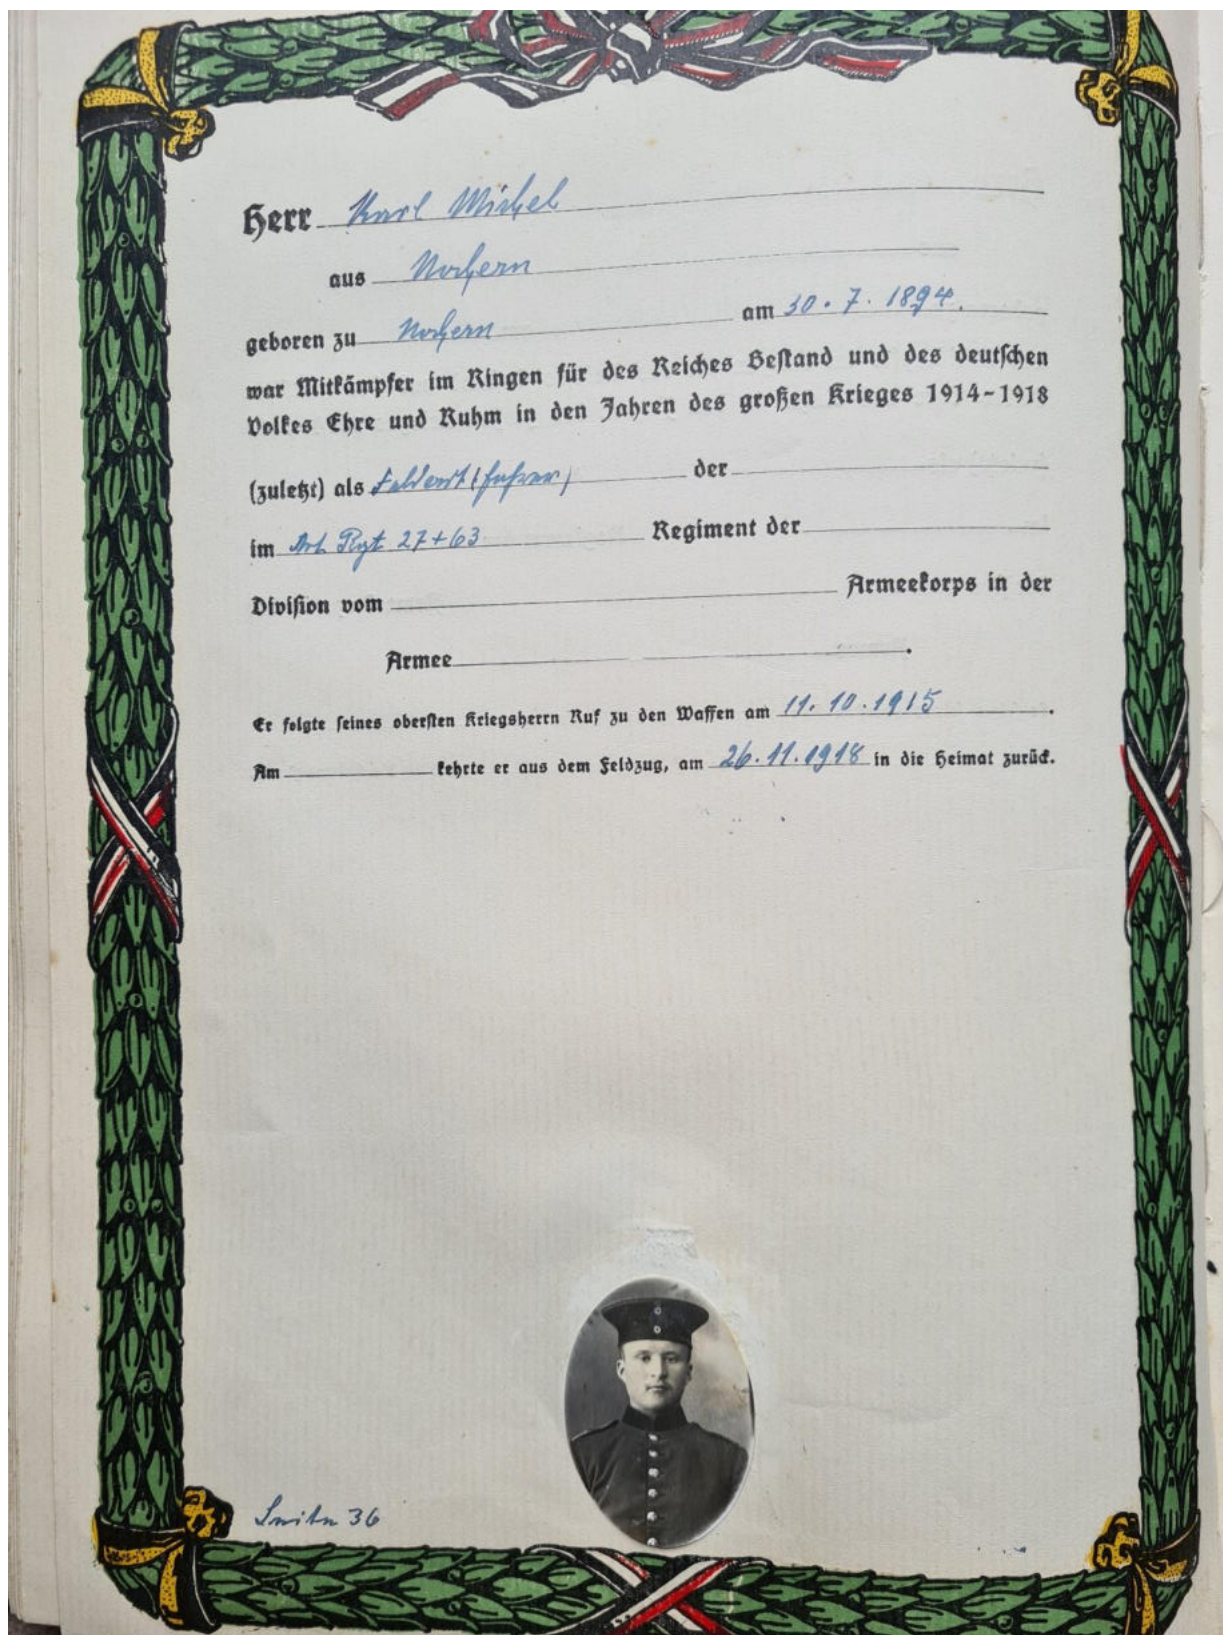 Herr Karl Michel
aus Nochern
geboren zu Nochern am 30. 7. 1894.
war Mitkämpfer im Ringen für des Reiches Bestand und des deutschen
Volkes Ehre und Ruhm in den Jahren des großen Krieges 1914-1918
(zuletzt) als Feldart (Fahrer) der
im Art. Rgt 27+63 Regiment der
Division vom Armeekorps in der
Armee.
Er folgte seines obersten Kriegsherrn Ruf zu den Waffen am 11. 10. 1915.
Am kehrte er aus dem Feldzug, am 26. 11. 1918 in die Heimat zurück.
Seite 36